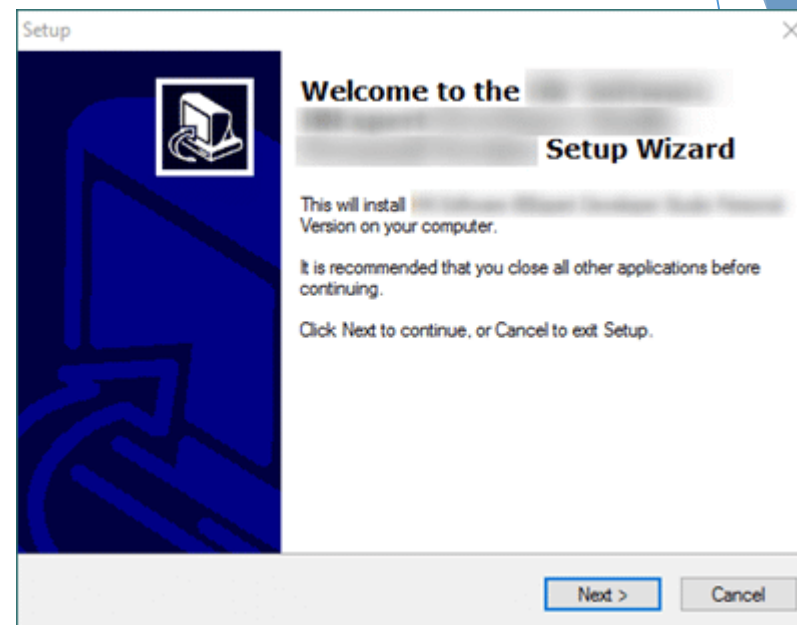 Setup
Welcome to the
Setup Wizard
This will install
Version on your computer.
It is recommended that you close all other applications before
continuing.
Click Next to continue, or Cancel to exit Setup.
Next >
Cancel